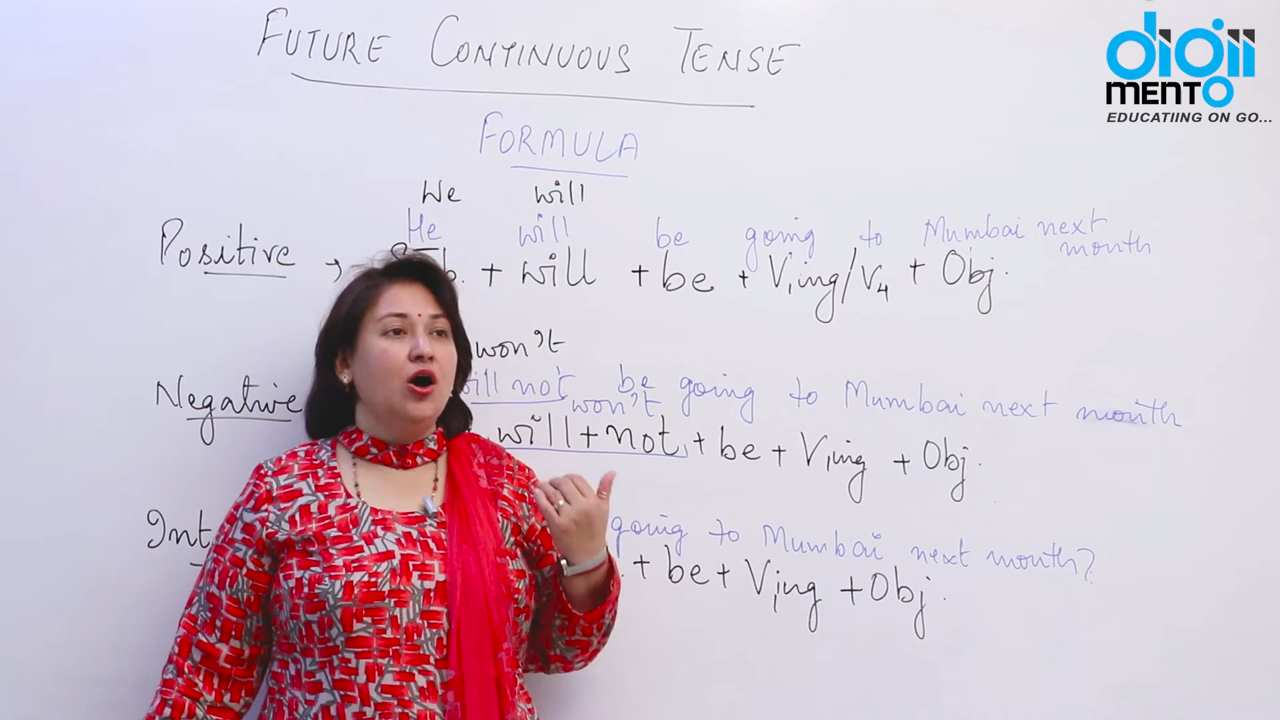 FUTURE CONTINUOUS TENSE
digii
MENTO
EDUCATIING ON GO...
FORMULA
We will
He will be going to Mumbai next
month
Positive → + will + be + V1ing/V4 + Obj.
won't
will not be going to Mumbai next month
won't
Negative will + not + be + V1ing + Obj.
going to Mumbai next month?
Int + be + V1ing + Obj.